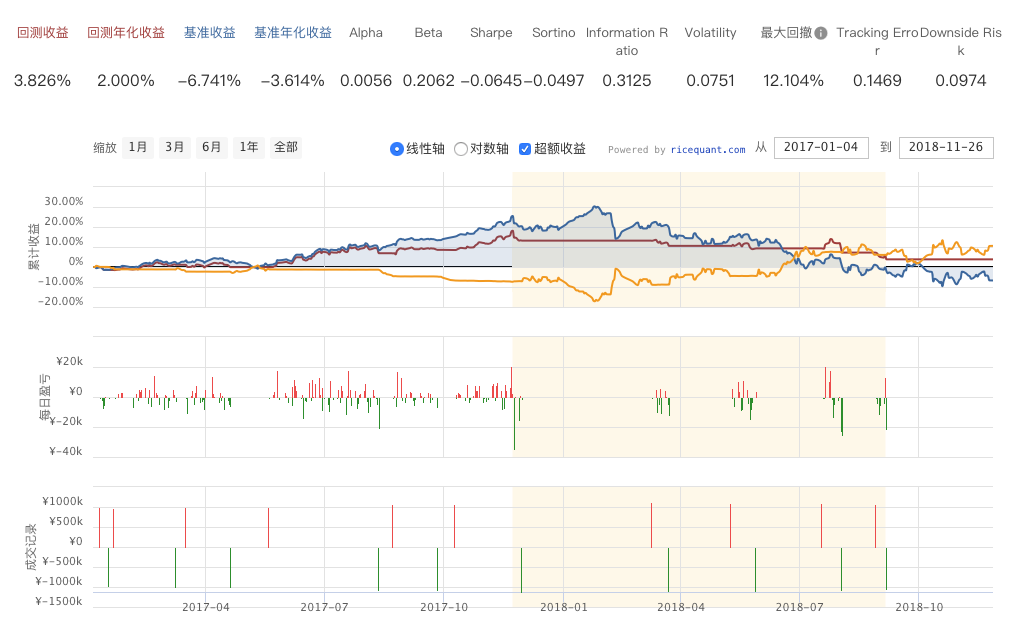 回测收益 回测年化收益 基准收益 基准年化收益 Alpha Beta Sharpe Sortino Information R Volatility 最大回撤 Tracking Erro Downside Ris
atio r k
3.826% 2.000% −6.741% −3.614% 0.0056 0.2062 −0.0645 −0.0497 0.3125 0.0751 12.104% 0.1469 0.0974
缩放 1月 3月 6月 1年 全部 线性轴 对数轴 超额收益 Powered by ricequant.com 从 2017-01-04 到 2018-11-26
累计收益
30.00%
20.00%
10.00%
0%
−10.00%
−20.00%
每日盈亏
¥20k
¥0
¥−20k
¥−40k
成交记录
¥1000k
¥500k
¥0
¥−500k
¥−1000k
¥−1500k
2017-04 2017-07 2017-10 2018-01 2018-04 2018-07 2018-10